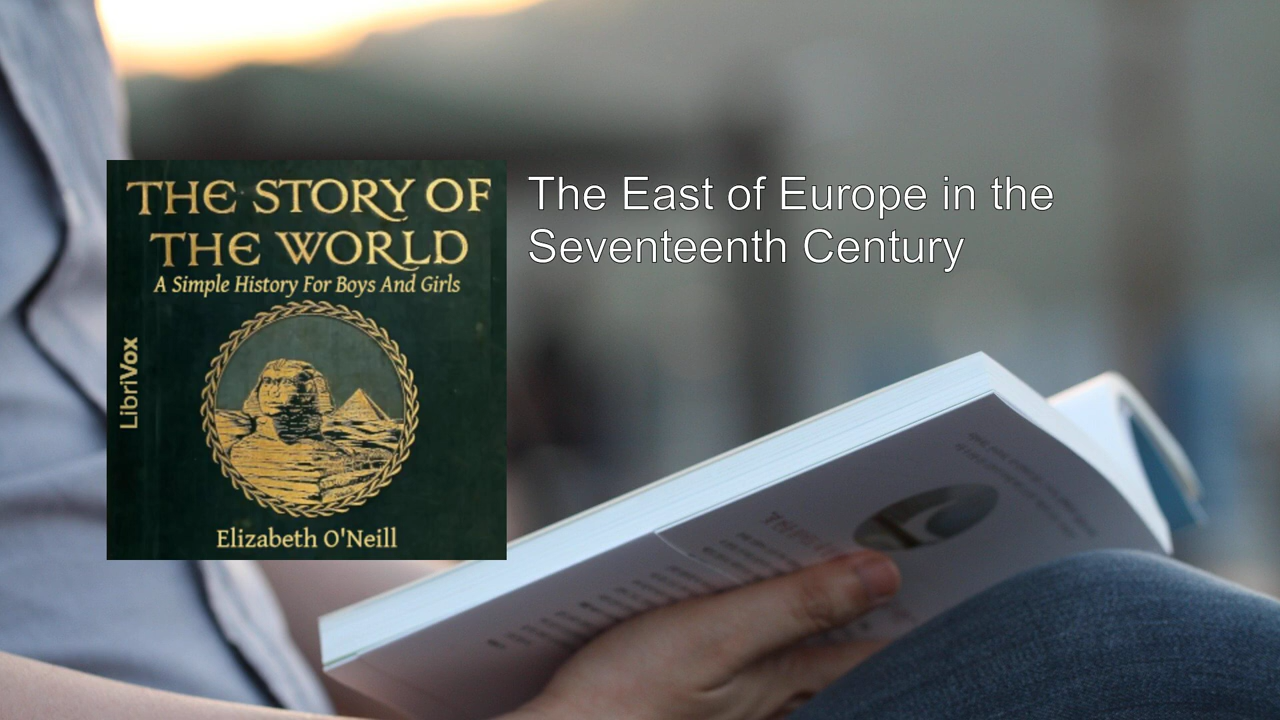 THE STORY OF
THE WORLD
A Simple History For Boys And Girls
LibriVox
Elizabeth O'Neill
The East of Europe in the
Seventeenth Century